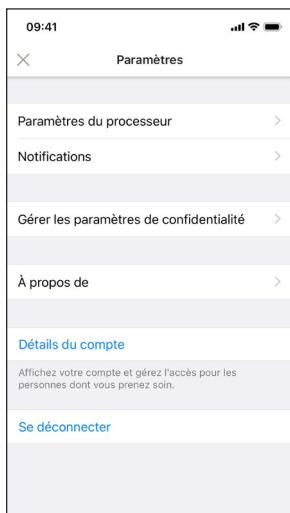 09:41
Paramètres
Paramètres du processeur
Notifications
Gérer les paramètres de confidentialité
À propos de
Détails du compte
Affichez votre compte et gérez l'accès pour les
personnes dont vous prenez soin.
Se déconnecter